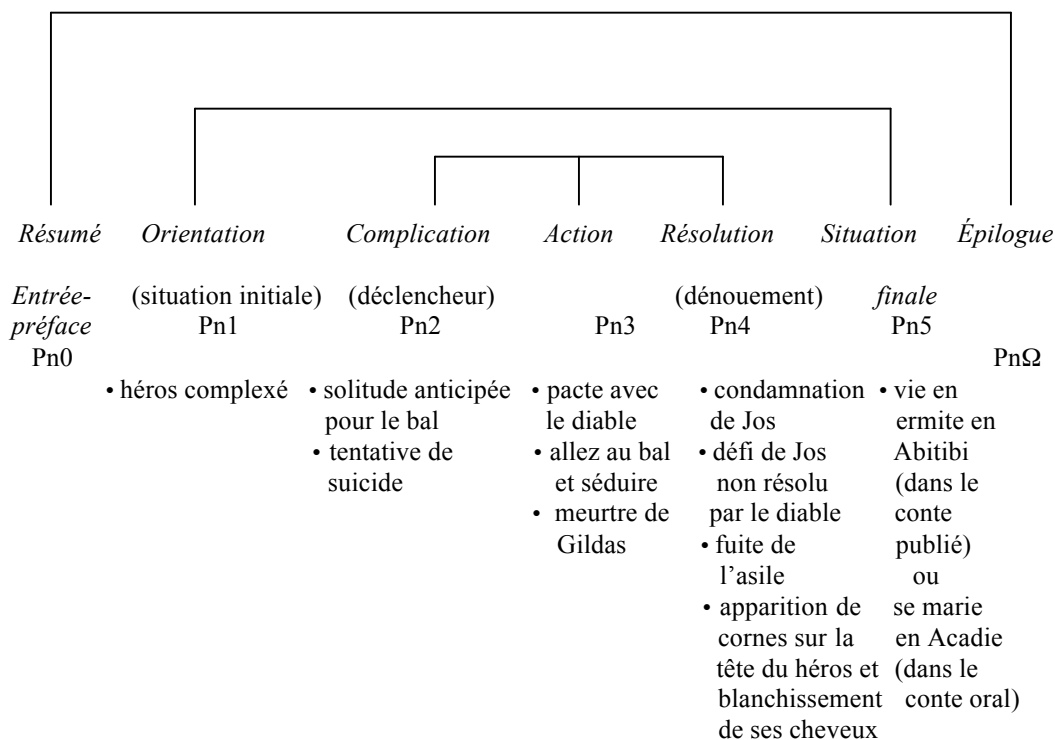 Résumé Orientation Complication Action Résolution Situation Épilogue
Entrée- (situation initiale) (déclencheur) (dénouement) finale
préface Pn1 Pn2 Pn3 Pn4 Pn5
Pn0 PnΩ
• héros complexé
• solitude anticipée
pour le bal
• tentative de
suicide
• pacte avec
le diable
• allez au bal
et séduire
• meurtre de
Gildas
• condamnation
de Jos
• défi de Jos
non résolu
par le diable
• fuite de
l’asile
• apparition de
cornes sur la
tête du héros et
blanchissement
de ses cheveux
• vie en
ermite en
Abitibi
(dans le
conte
publié)
ou
se marie
en Acadie
(dans le
conte oral)